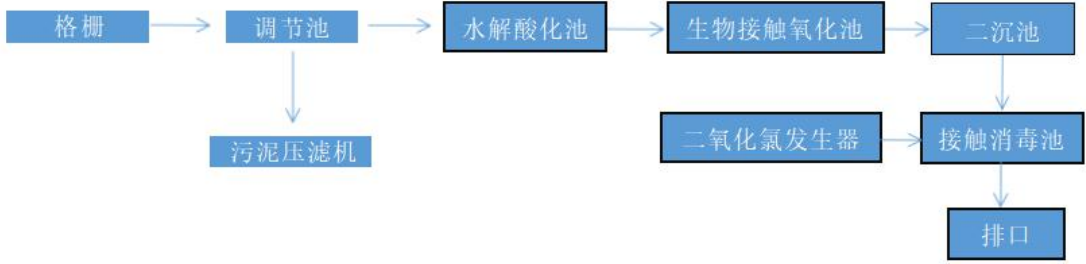 格栅
调节池
水解酸化池
生物接触氧化池
二沉池
污泥压滤机
二氧化氯发生器
接触消毒池
排口